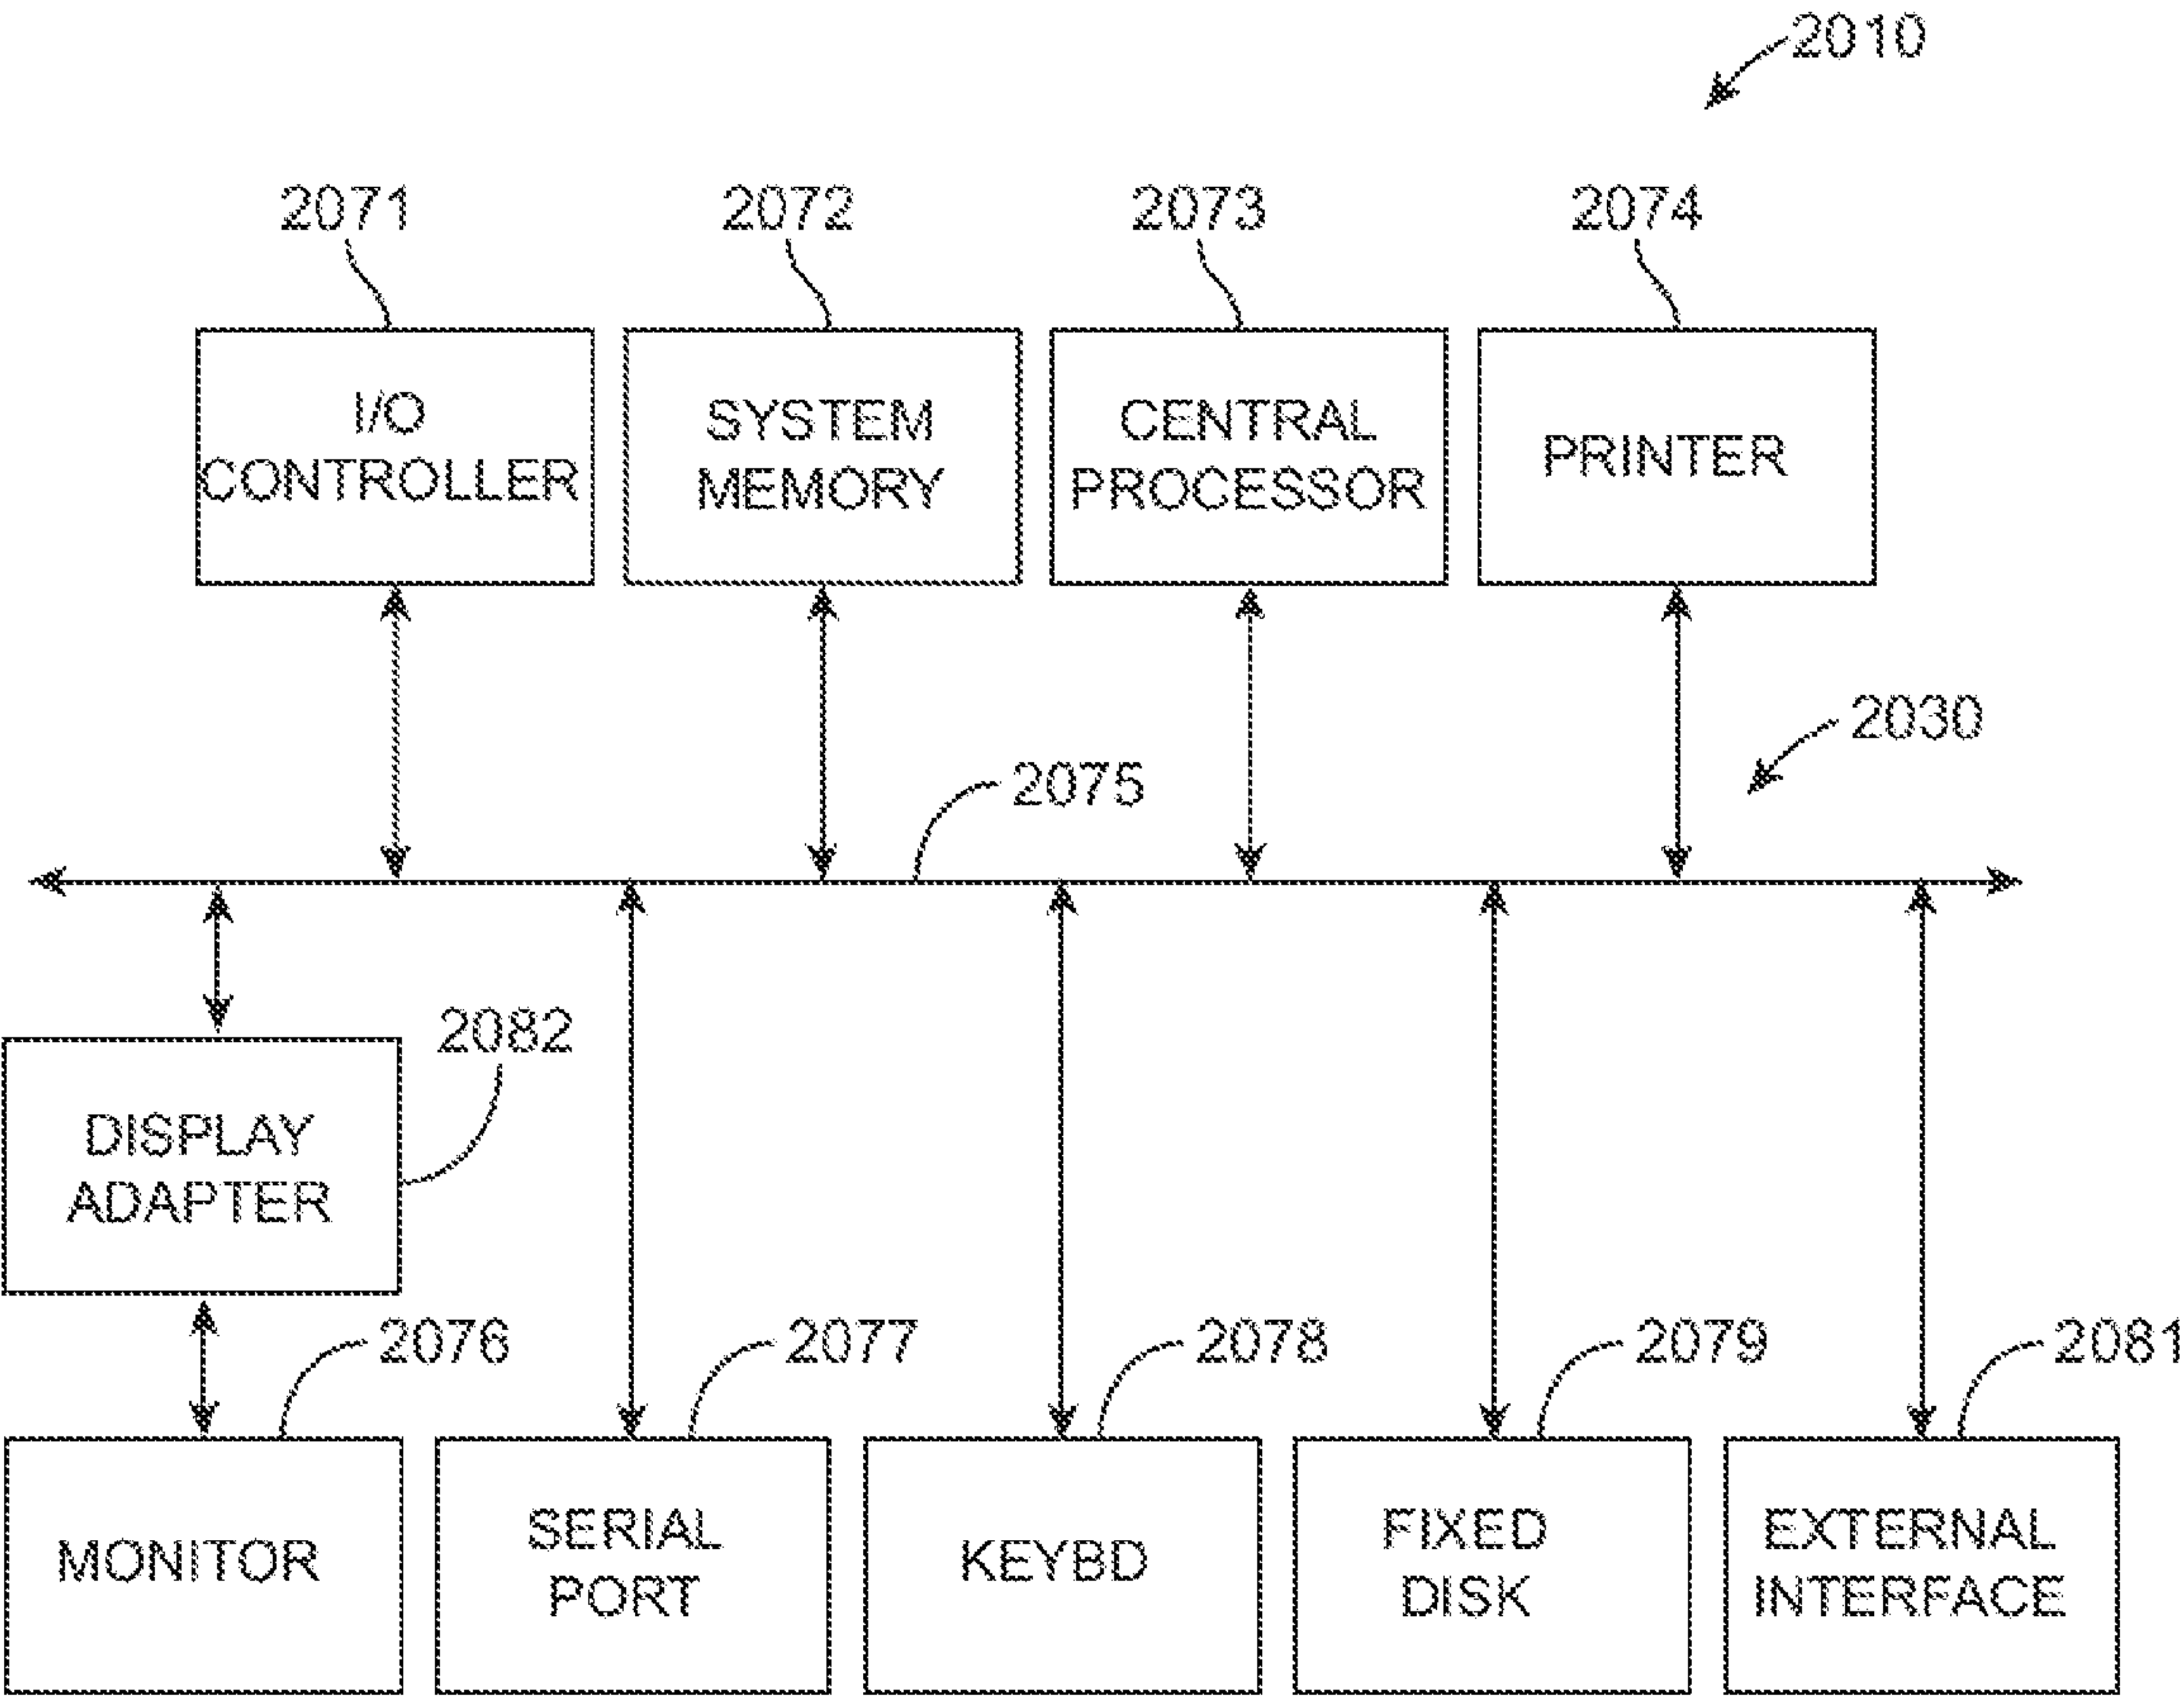 2010
2071
2072
2073
2074
I/O
CONTROLLER
SYSTEM
MEMORY
CENTRAL
PROCESSOR
PRINTER
2030
2075
2082
DISPLAY
ADAPTER
2076
2077
2078
2079
2081
MONITOR
SERIAL
PORT
KEYBD
FIXED
DISK
EXTERNAL
INTERFACE